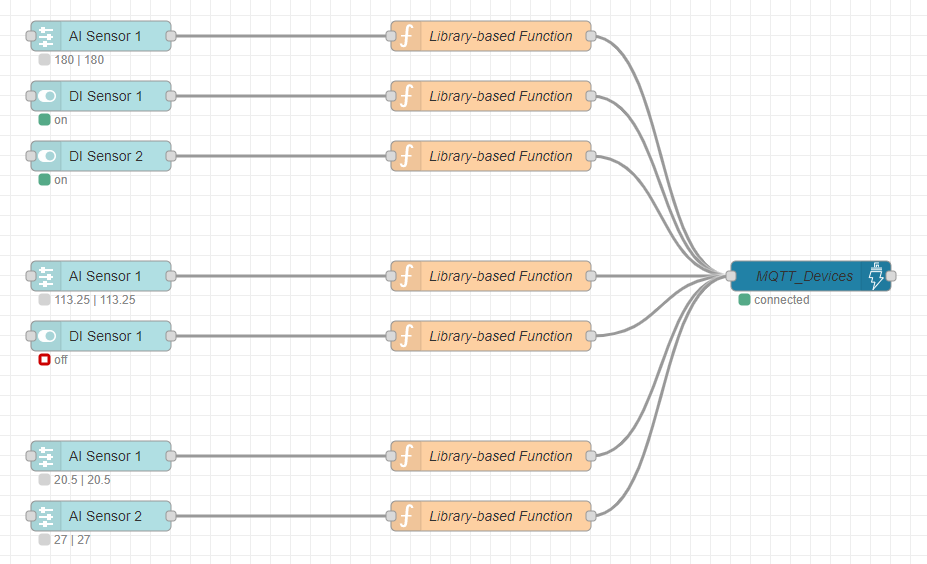 AI Sensor 1
Library-based Function
180 | 180
DI Sensor 1
Library-based Function
on
DI Sensor 2
Library-based Function
on
AI Sensor 1
Library-based Function
MQTT_Devices
113.25 | 113.25
connected
DI Sensor 1
Library-based Function
off
AI Sensor 1
Library-based Function
20.5 | 20.5
AI Sensor 2
Library-based Function
27 | 27